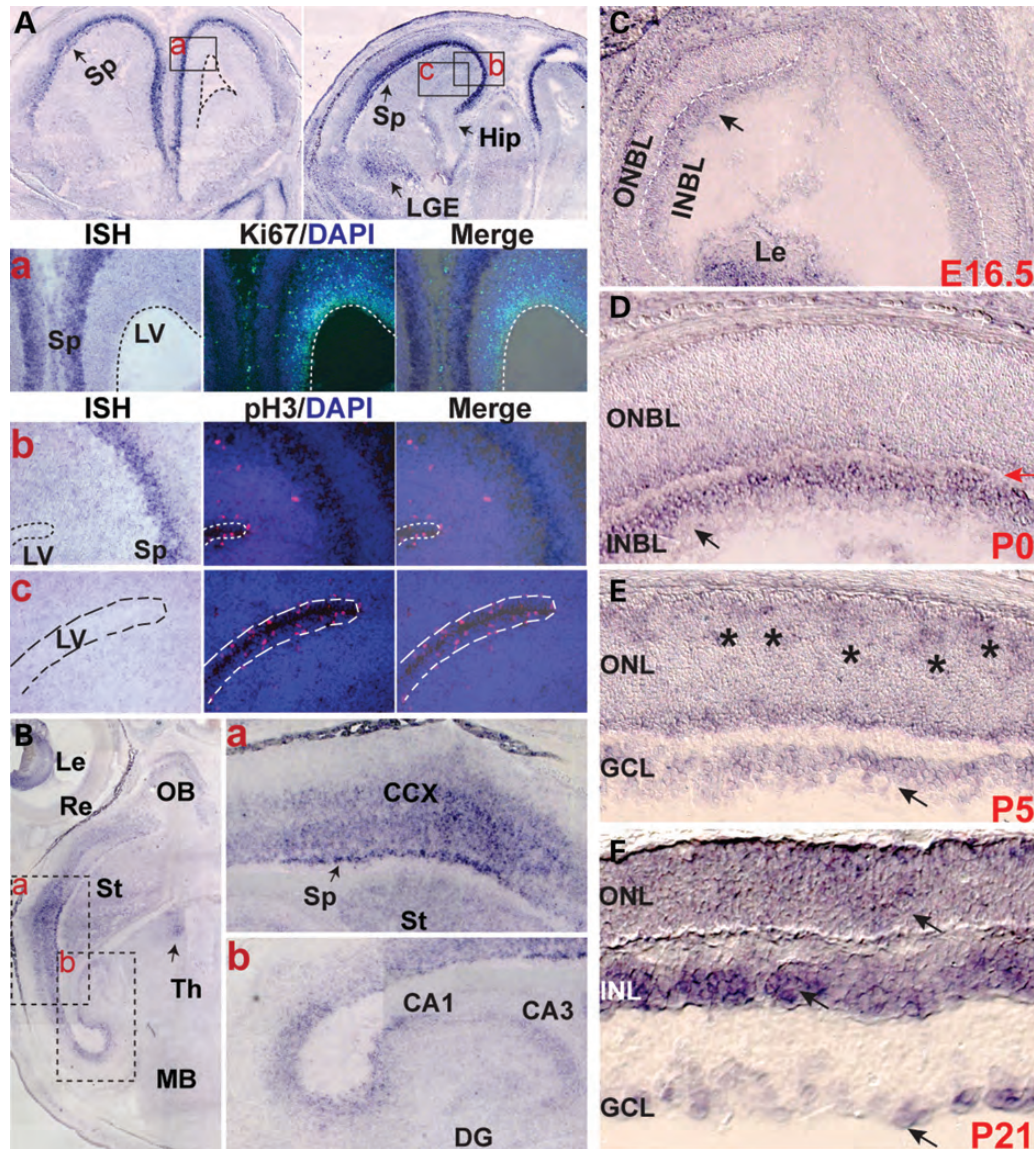 A
a
Sp
c
b
Sp
Hip
LGE
ISH
Ki67/DAPI
Merge
a
Sp
LV
ISH
pH3/DAPI
Merge
b
LV
Sp
c
LV
B
Le
Re
OB
a
St
b
Th
MB
a
CCX
Sp
St
b
CA1
CA3
DG
C
ONBL
INBL
Le
E16.5
D
ONBL
INBL
P0
E
* * * * *
ONL
GCL
P5
F
ONL
INL
GCL
P21